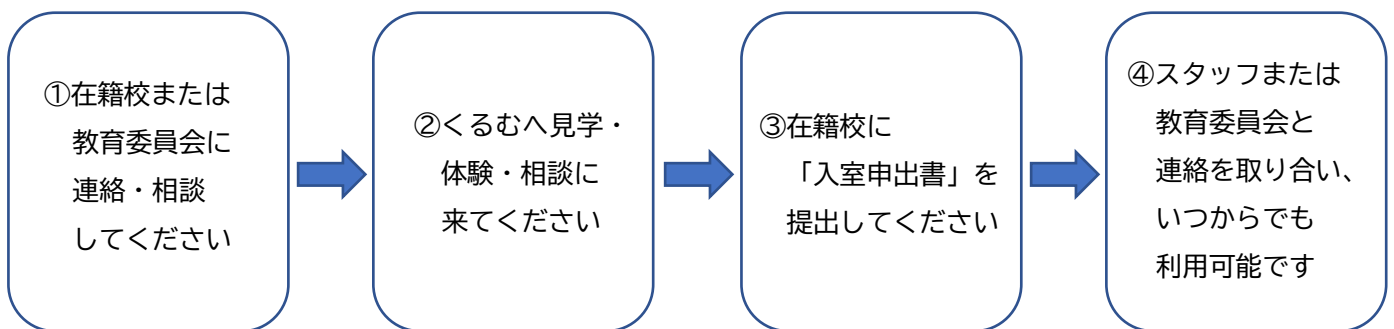 ①在籍校または
教育委員会に
連絡・相談
してください
②くるむへ見学・
体験・相談に
来てください
③在籍校に
「入室申出書」を
提出してください
④スタッフまたは
教育委員会と
連絡を取り合い、
いつからでも
利用可能です